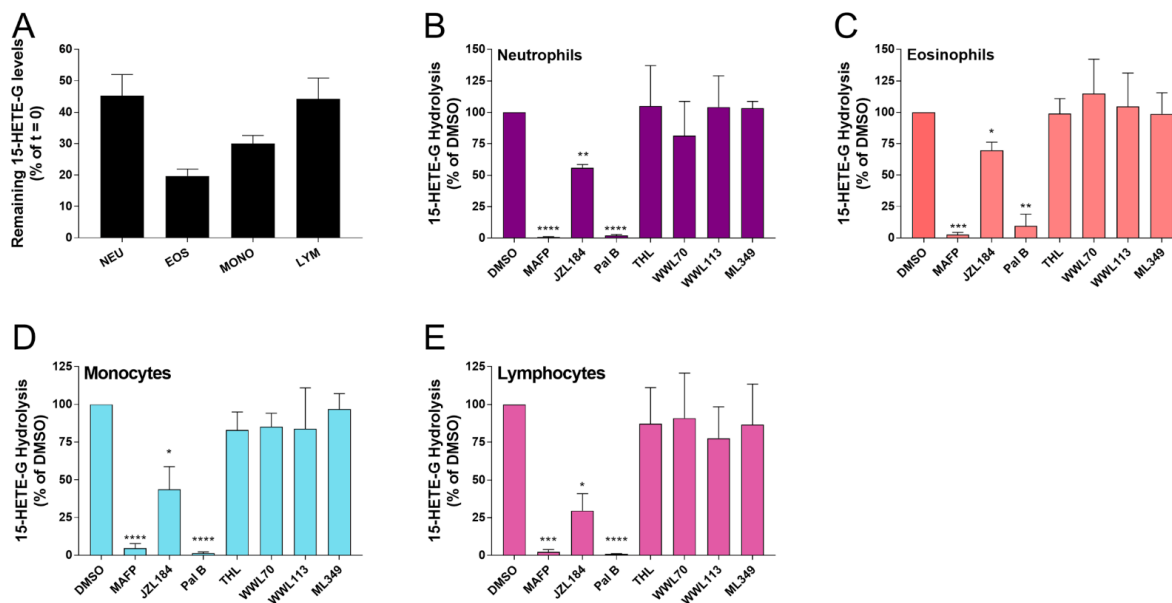 A
Remaining 15-HETE-G levels
(% of t = 0)
60
50
40
30
20
10
0
NEU
EOS
MONO
LYM
B
Neutrophils
15-HETE-G Hydrolysis
(% of DMSO)
150
125
100
75
50
25
0
****
**
****
DMSO
MAFP
JZL184
Pal B
THL
WWL70
WWL113
ML349
C
Eosinophils
15-HETE-G Hydrolysis
(% of DMSO)
150
125
100
75
50
25
0
***
*
**
DMSO
MAFP
JZL184
Pal B
THL
WWL70
WWL113
ML349
D
Monocytes
15-HETE-G Hydrolysis
(% of DMSO)
125
100
75
50
25
0
****
*
****
DMSO
MAFP
JZL184
Pal B
THL
WWL70
WWL113
ML349
E
Lymphocytes
15-HETE-G Hydrolysis
(% of DMSO)
125
100
75
50
25
0
***
*
****
DMSO
MAFP
JZL184
Pal B
THL
WWL70
WWL113
ML349